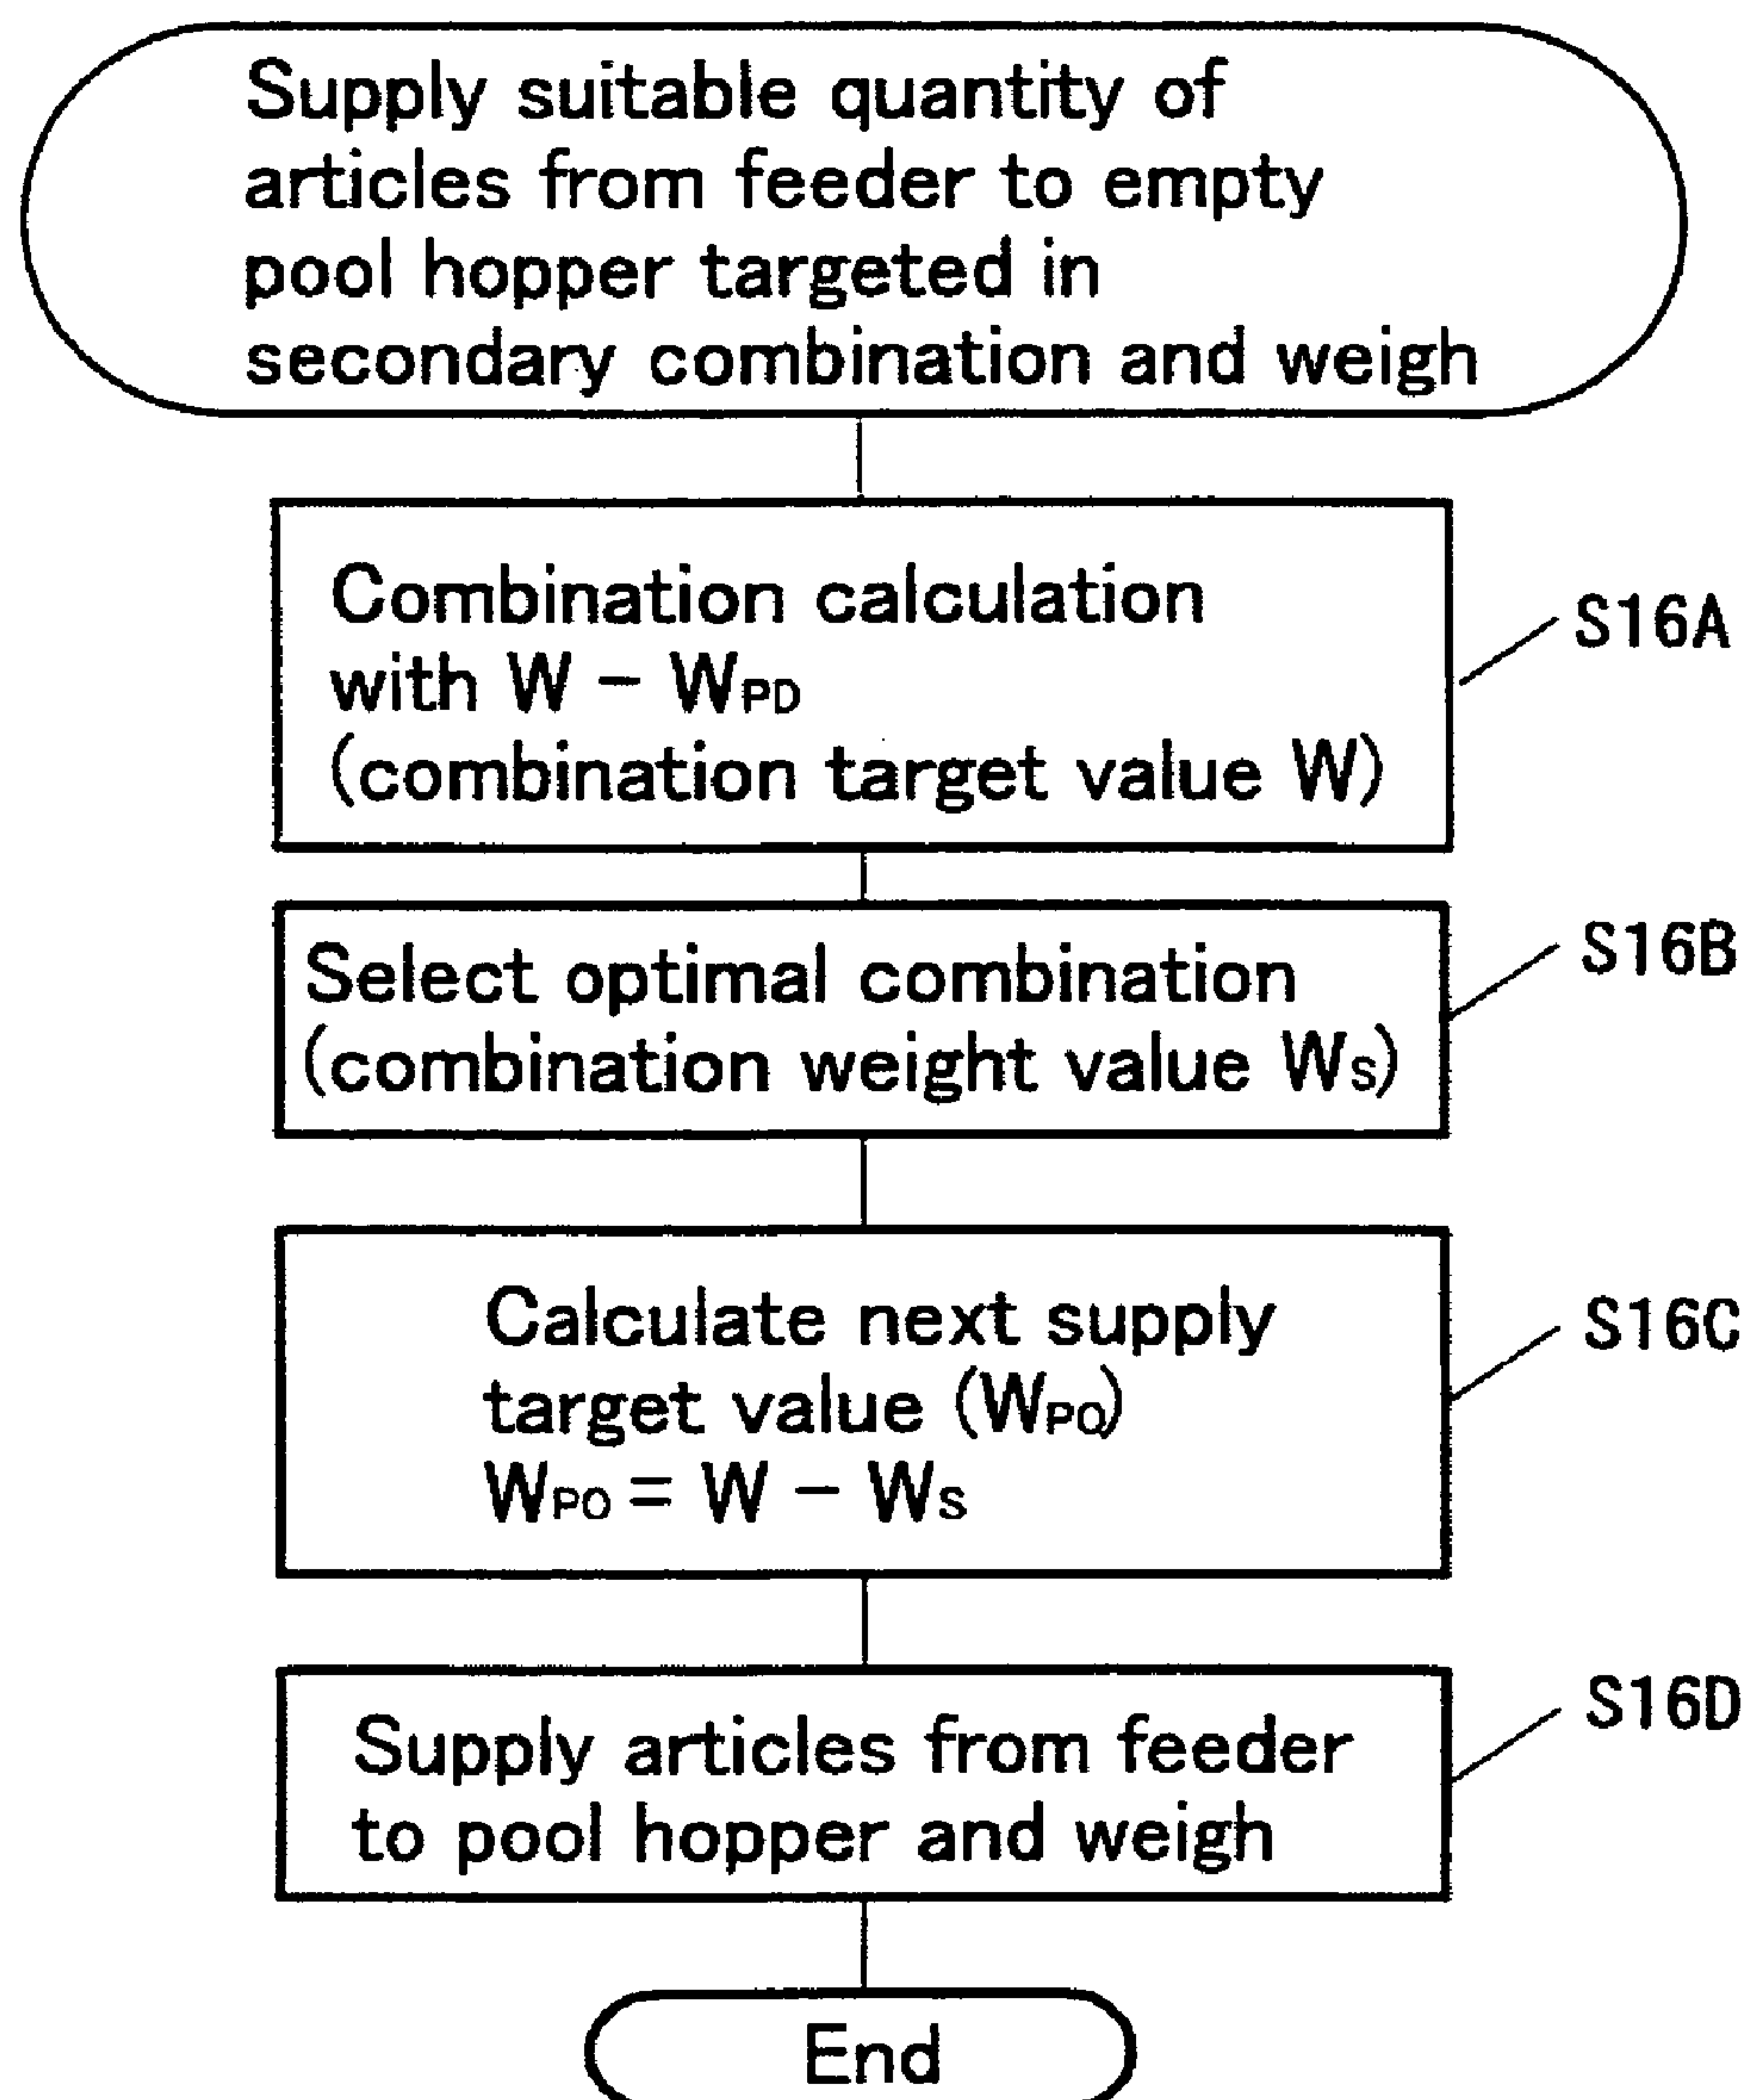 Supply suitable quantity of
articles from feeder to empty
pool hopper targeted in
secondary combination and weigh
Combination calculation
with W - WPD
(combination target value W)
S16A
Select optimal combination
(combination weight value WS)
S16B
Calculate next supply
target value (WPO)
WPO = W - WS
S16C
Supply articles from feeder
to pool hopper and weigh
S16D
End